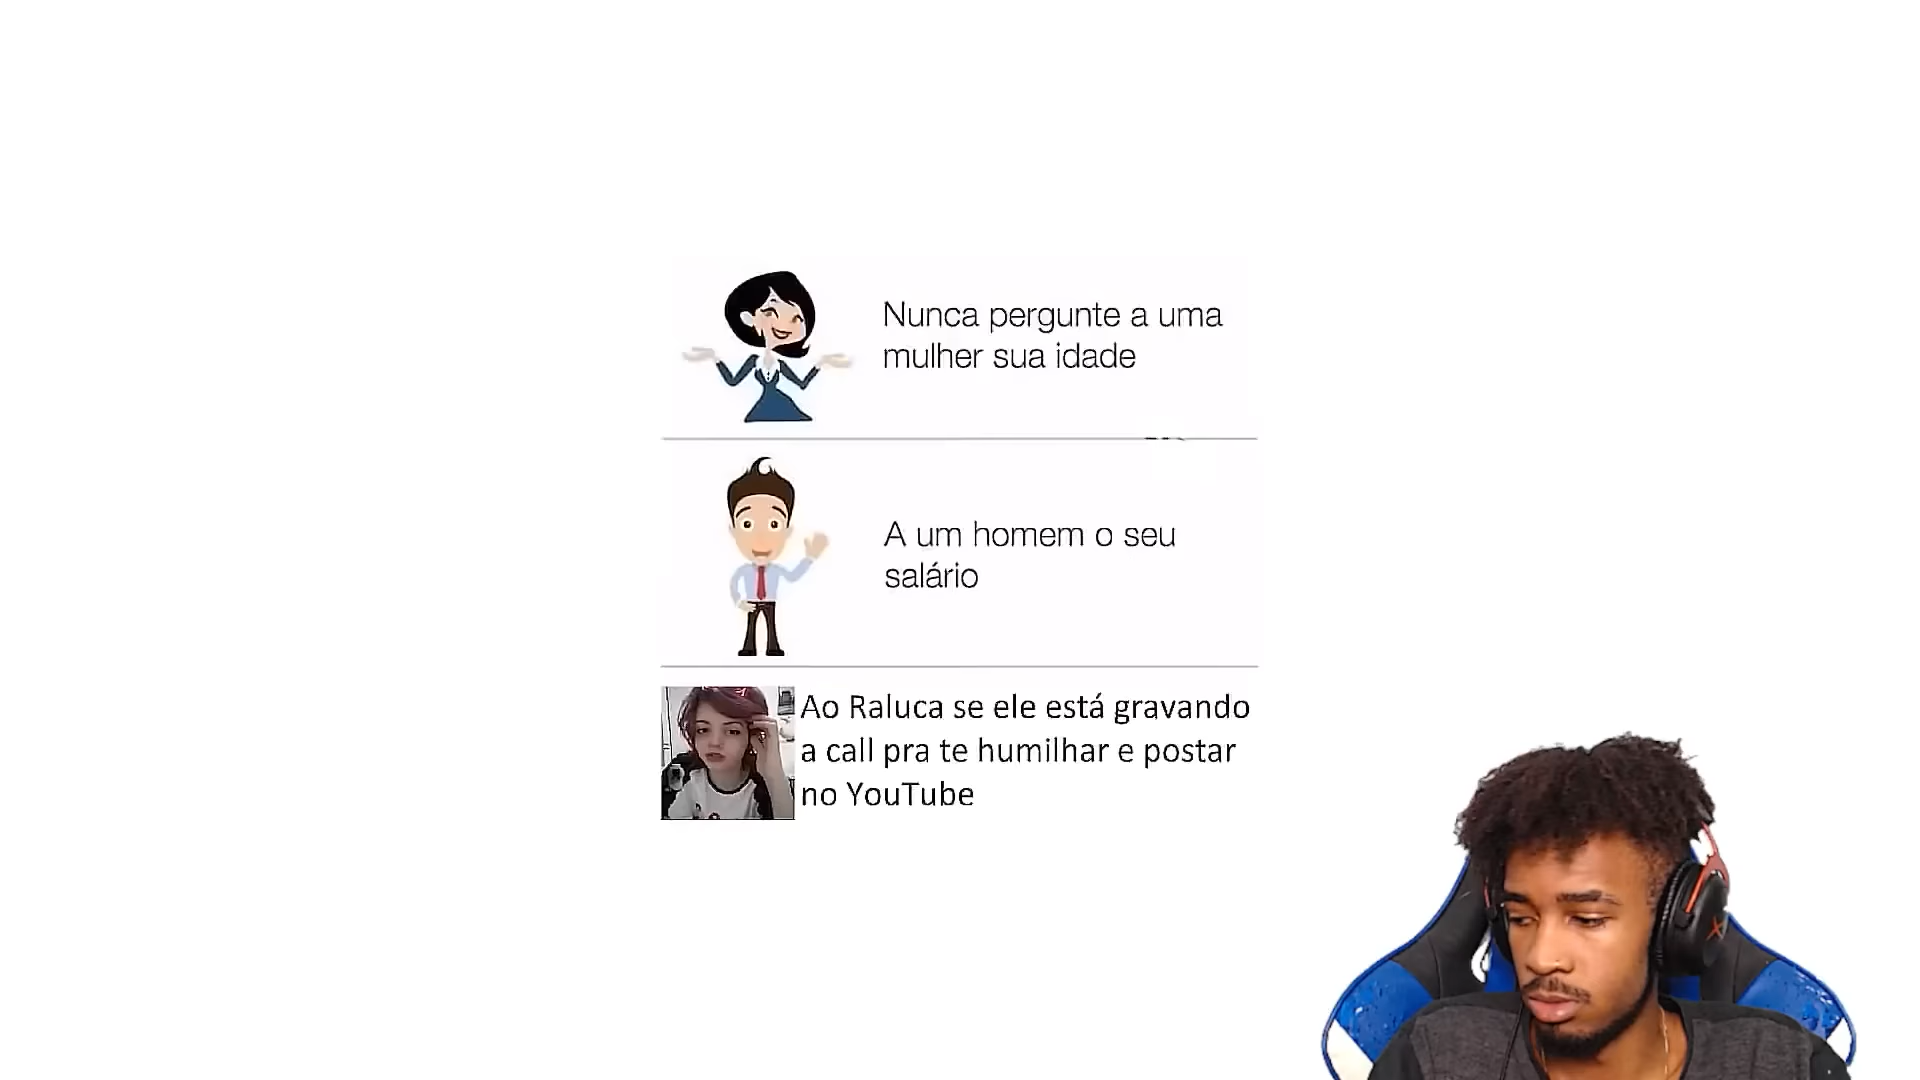 Nunca pergunte a uma
mulher sua idade
A um homem o seu
salário
Ao Raluca se ele está gravando
a call pra te humilhar e postar
no YouTube